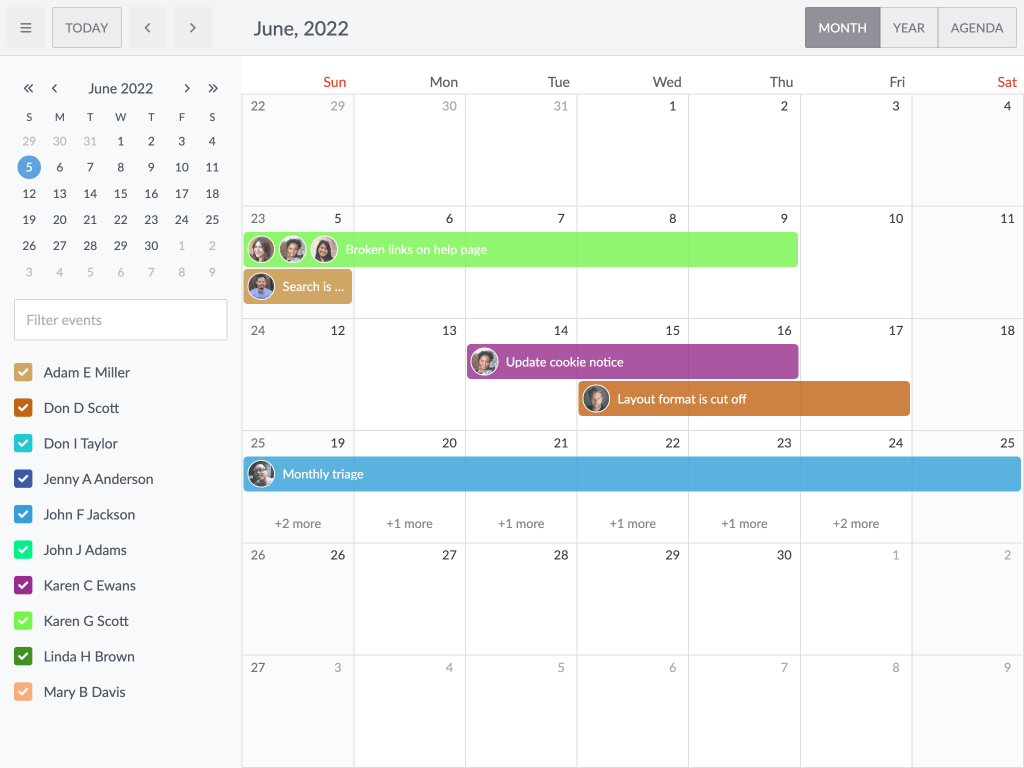 TODAY
June, 2022
MONTH YEAR AGENDA
June 2022
S M T W T F S
29 30 31 1 2 3 4
5 6 7 8 9 10 11
12 13 14 15 16 17 18
19 20 21 22 23 24 25
26 27 28 29 30 1 2
3 4 5 6 7 8 9
Filter events
Adam E Miller
Don D Scott
Don I Taylor
Jenny A Anderson
John F Jackson
John J Adams
Karen C Ewans
Karen G Scott
Linda H Brown
Mary B Davis
Sun Mon Tue Wed Thu Fri Sat
22 29 30 31 1 2 3 4
23 5 6 7 8 9 10 11
Broken links on help page
Search is ...
24 12 13 14 15 16 17 18
Update cookie notice
Layout format is cut off
25 19 20 21 22 23 24 25
Monthly triage
+2 more +1 more +1 more +1 more +1 more +2 more
26 26 27 28 29 30 1 2
27 3 4 5 6 7 8 9